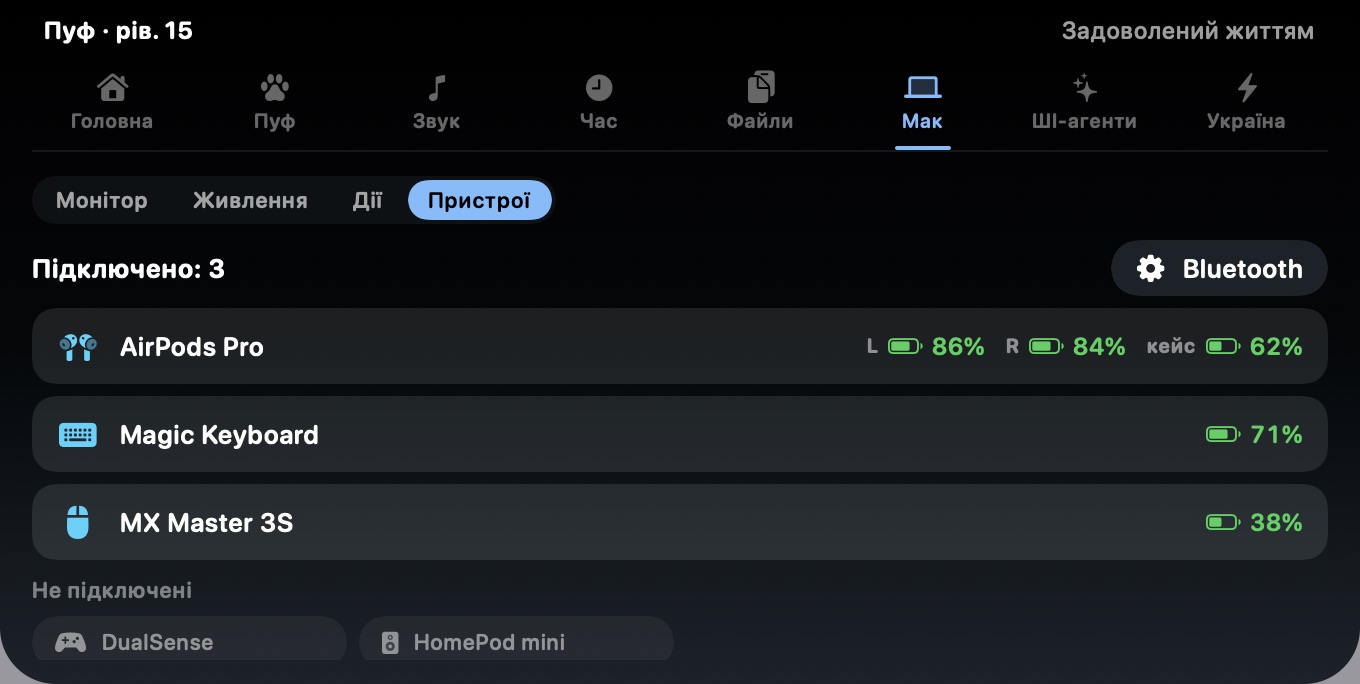 Пуф · рів. 15
Задоволений життям
Головна Пуф Звук Час Файли Мак ШІ-агенти Україна
Монітор Живлення Дії Пристрої
Підключено: 3
Bluetooth
AirPods Pro L 86% R 84% кейс 62%
Magic Keyboard 71%
MX Master 3S 38%
Не підключені
DualSense HomePod mini